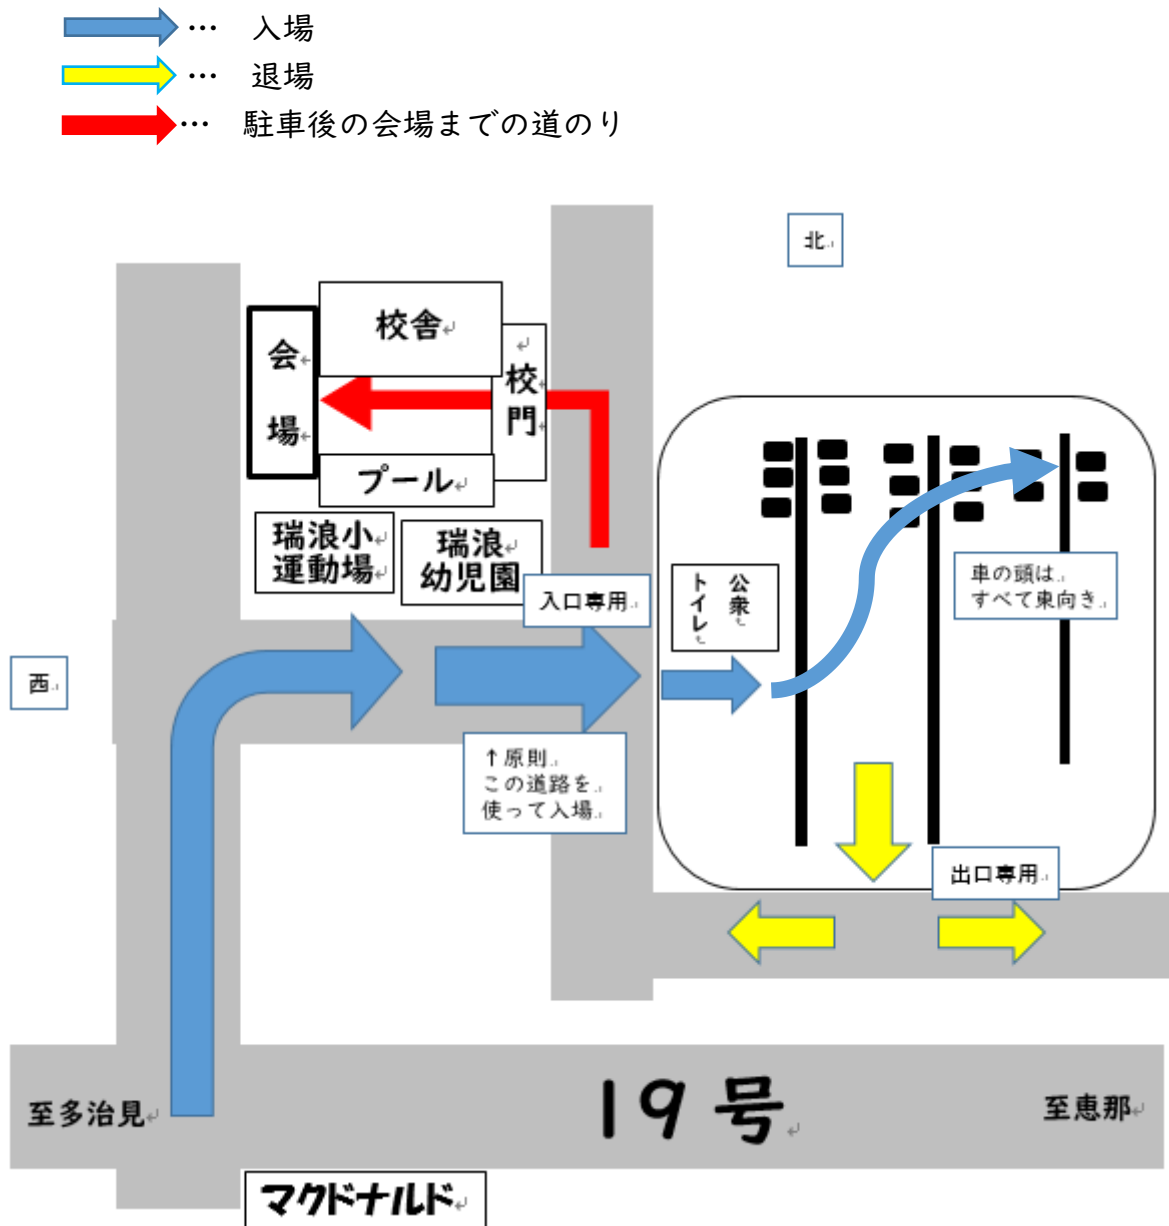 … 入場
… 退場
… 駐車後の会場までの道のり
北
校舎
会場
校門
プール
瑞浪小
運動場
瑞浪
幼児園
入口専用
公衆
トイレ
車の頭は
すべて東向き
西
↑原則
この道路を
使って入場
出口専用
至多治見
19号
至恵那
マクドナルド